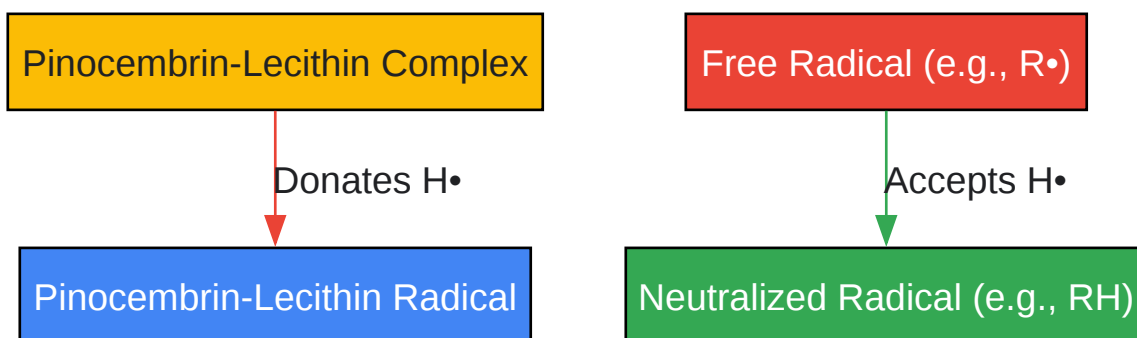 Pinocembrin-Lecithin Complex
Free Radical (e.g., R•)
Donates H•
Accepts H•
Pinocembrin-Lecithin Radical
Neutralized Radical (e.g., RH)